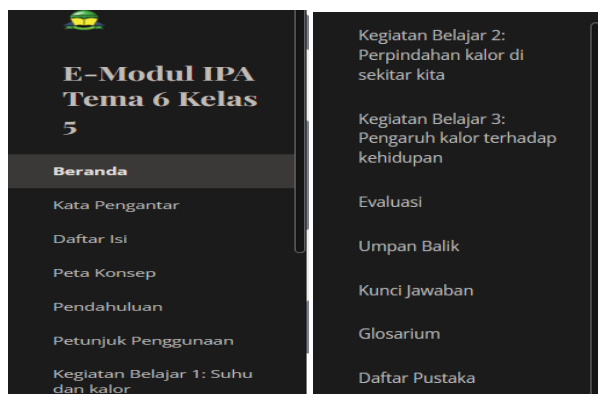 E-Modul IPA
Tema 6 Kelas
5
Beranda
Kata Pengantar
Daftar Isi
Peta Konsep
Pendahuluan
Petunjuk Penggunaan
Kegiatan Belajar 1: Suhu
dan kalor
Kegiatan Belajar 2:
Perpindahan kalor di
sekitar kita
Kegiatan Belajar 3:
Pengaruh kalor terhadap
kehidupan
Evaluasi
Umpan Balik
Kunci Jawaban
Glosarium
Daftar Pustaka